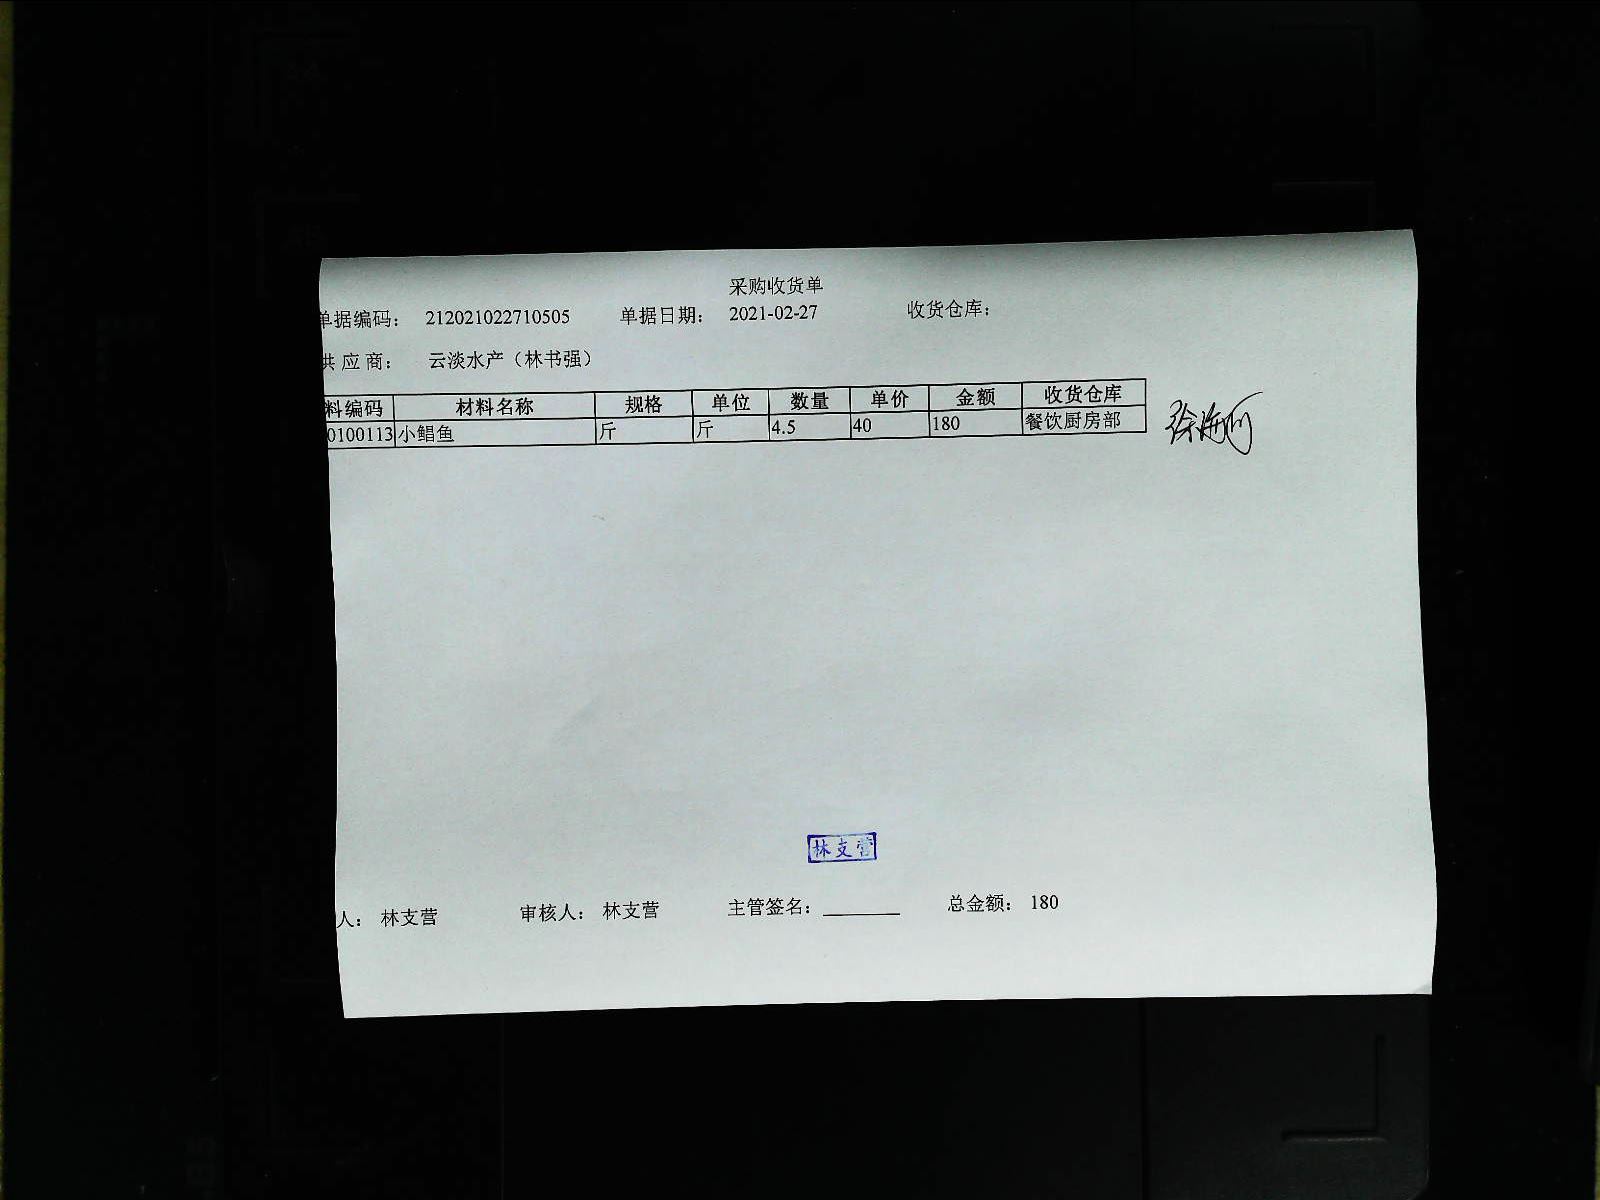 采购收货单
单据编码： 212021022710505 单据日期： 2021-02-27 收货仓库：
供 应 商： 云淡水产（林书强）
料编码 材料名称 规格 单位 数量 单价 金额 收货仓库
0100113 小鲳鱼 斤 斤 4.5 40 180 餐饮厨房部
林支营
人： 林支营 审核人： 林支营 主管签名： 总金额： 180